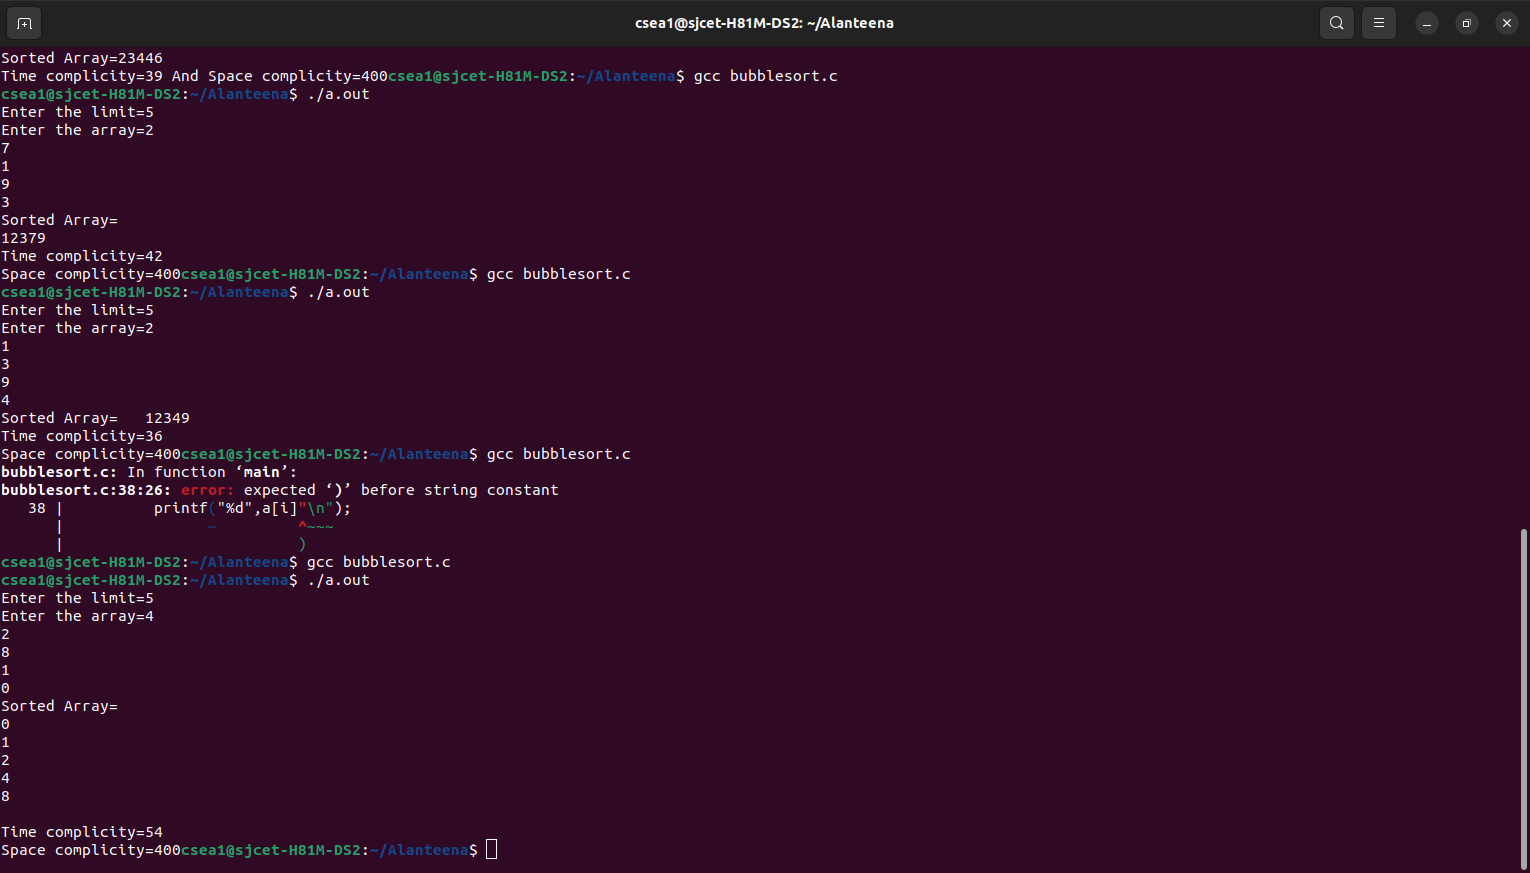 csea1@sjcet-H81M-DS2: ~/Alanteena
Sorted Array=23446
Time complicity=39 And Space complicity=400csea1@sjcet-H81M-DS2:~/Alanteena$ gcc bubblesort.c
csea1@sjcet-H81M-DS2:~/Alanteena$ ./a.out
Enter the limit=5
Enter the array=2
7
1
9
3
Sorted Array=
12379
Time complicity=42
Space complicity=400csea1@sjcet-H81M-DS2:~/Alanteena$ gcc bubblesort.c
csea1@sjcet-H81M-DS2:~/Alanteena$ ./a.out
Enter the limit=5
Enter the array=2
1
3
9
4
Sorted Array=   12349
Time complicity=36
Space complicity=400csea1@sjcet-H81M-DS2:~/Alanteena$ gcc bubblesort.c
bubblesort.c: In function ‘main’:
bubblesort.c:38:26: error: expected ‘)’ before string constant
   38 |          printf("%d",a[i]"\n");
      |                ~         ^~~~
      |                          )
csea1@sjcet-H81M-DS2:~/Alanteena$ gcc bubblesort.c
csea1@sjcet-H81M-DS2:~/Alanteena$ ./a.out
Enter the limit=5
Enter the array=4
2
8
1
0
Sorted Array=
0
1
2
4
8
Time complicity=54
Space complicity=400csea1@sjcet-H81M-DS2:~/Alanteena$